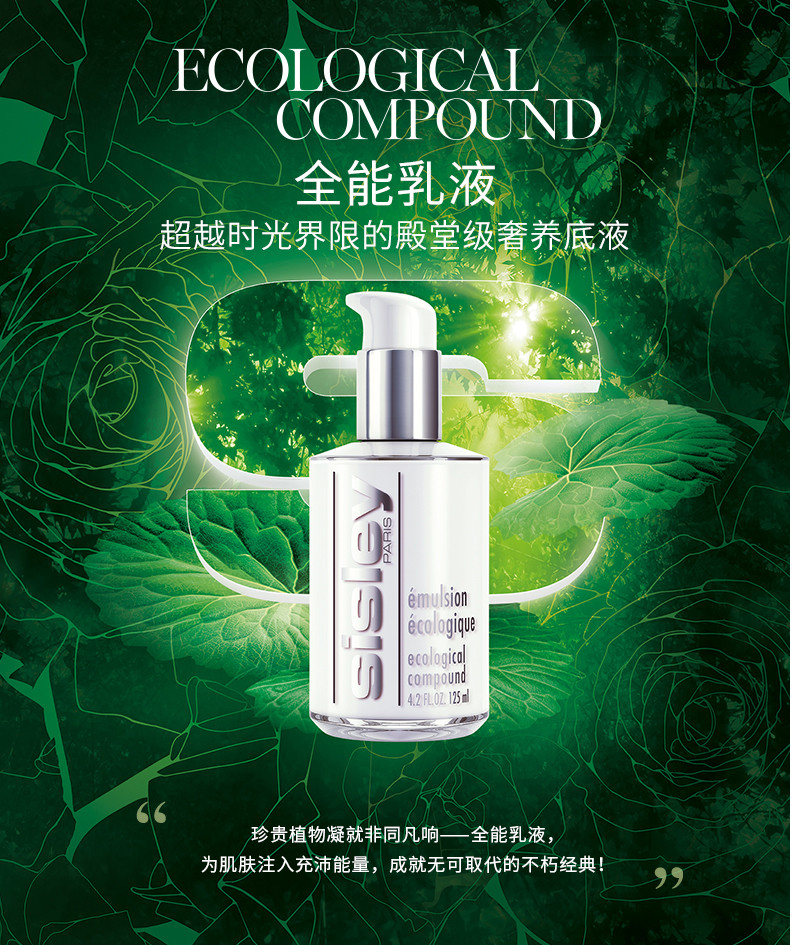 ECOLOGICAL
COMPOUND
全能乳液
超越时光界限的殿堂级奢养底液
sisley
PARIS
émulsion
écologique
ecological
compound
4.2 FL.OZ. 125 ml
“
珍贵植物凝就非同凡响——全能乳液，
为肌肤注入充沛能量，成就无可取代的不朽经典！
”